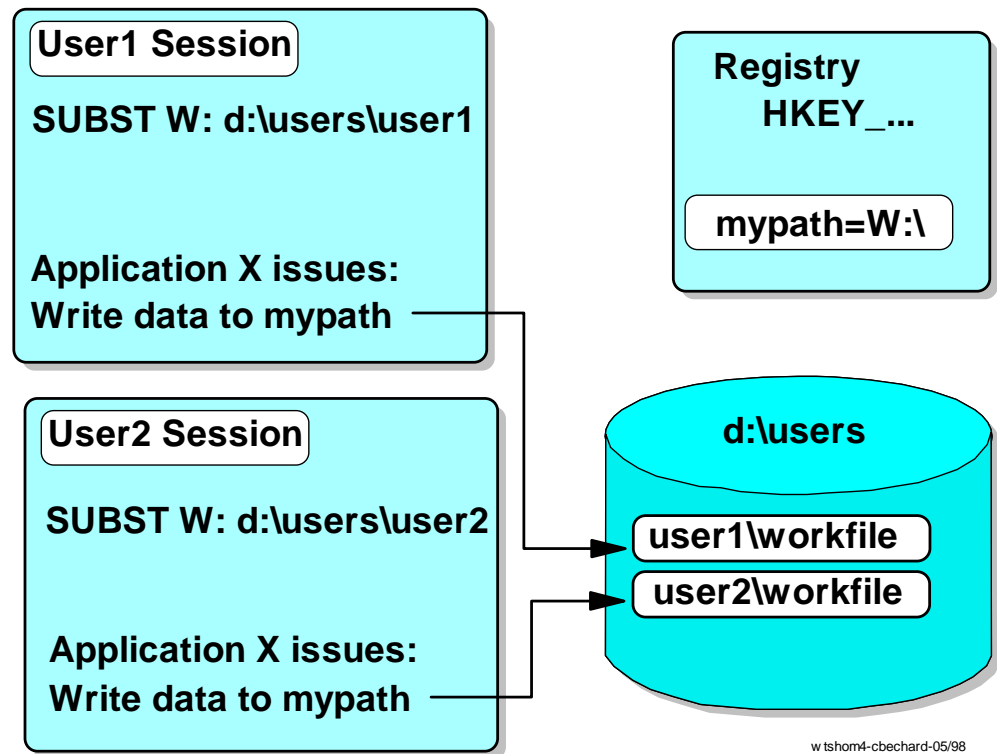 User1 Session
SUBST W: d:\users\user1
Application X issues:
Write data to mypath
User2 Session
SUBST W: d:\users\user2
Application X issues:
Write data to mypath
Registry
HKEY_...
mypath=W:\
d:\users
user1\workfile
user2\workfile
wtshom4-cbechard-05/98